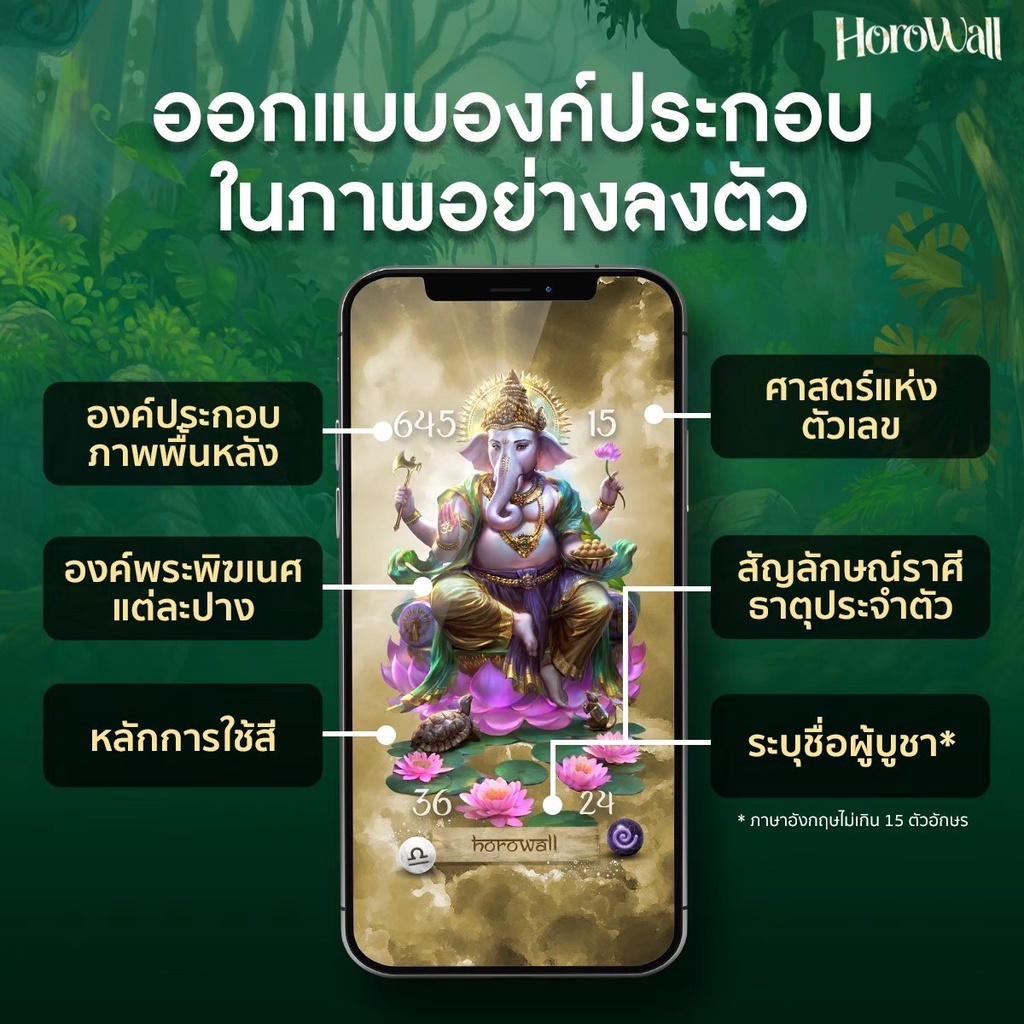 HoroWall
ออกแบบองค์ประกอบ
ในภาพอย่างลงตัว
องค์ประกอบ
ภาพพื้นหลัง
องค์พระพิฆเนศ
แต่ละปาง
หลักการใช้สี
645
15
36
24
horowall
ศาสตร์แห่ง
ตัวเลข
สัญลักษณ์ราศี
ธาตุประจำตัว
ระบุชื่อผู้บูชา*
* ภาษาอังกฤษไม่เกิน 15 ตัวอักษร